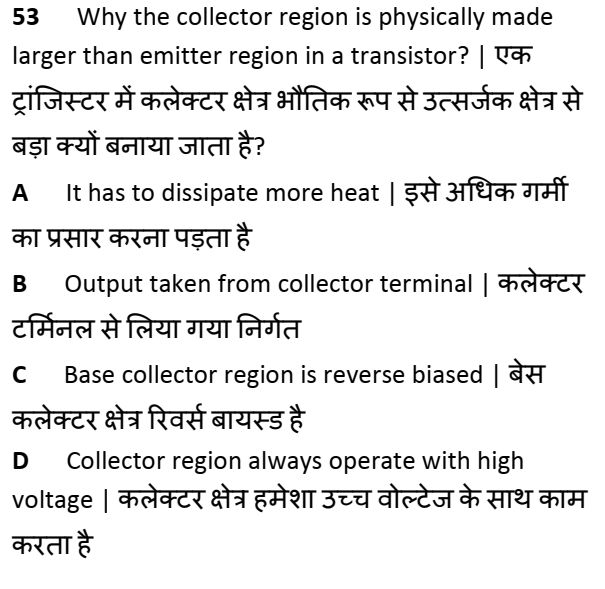 53 Why the collector region is physically made
larger than emitter region in a transistor? | एक
ट्रांजिस्टर में कलेक्टर क्षेत्र भौतिक रूप से उत्सर्जक क्षेत्र से
बड़ा क्यों बनाया जाता है?
A It has to dissipate more heat | इसे अधिक गर्मी
का प्रसार करना पड़ता है
B Output taken from collector terminal | कलेक्टर
टर्मिनल से लिया गया निर्गत
C Base collector region is reverse biased | बेस
कलेक्टर क्षेत्र रिवर्स बायस्ड है
D Collector region always operate with high
voltage | कलेक्टर क्षेत्र हमेशा उच्च वोल्टेज के साथ काम
करता है